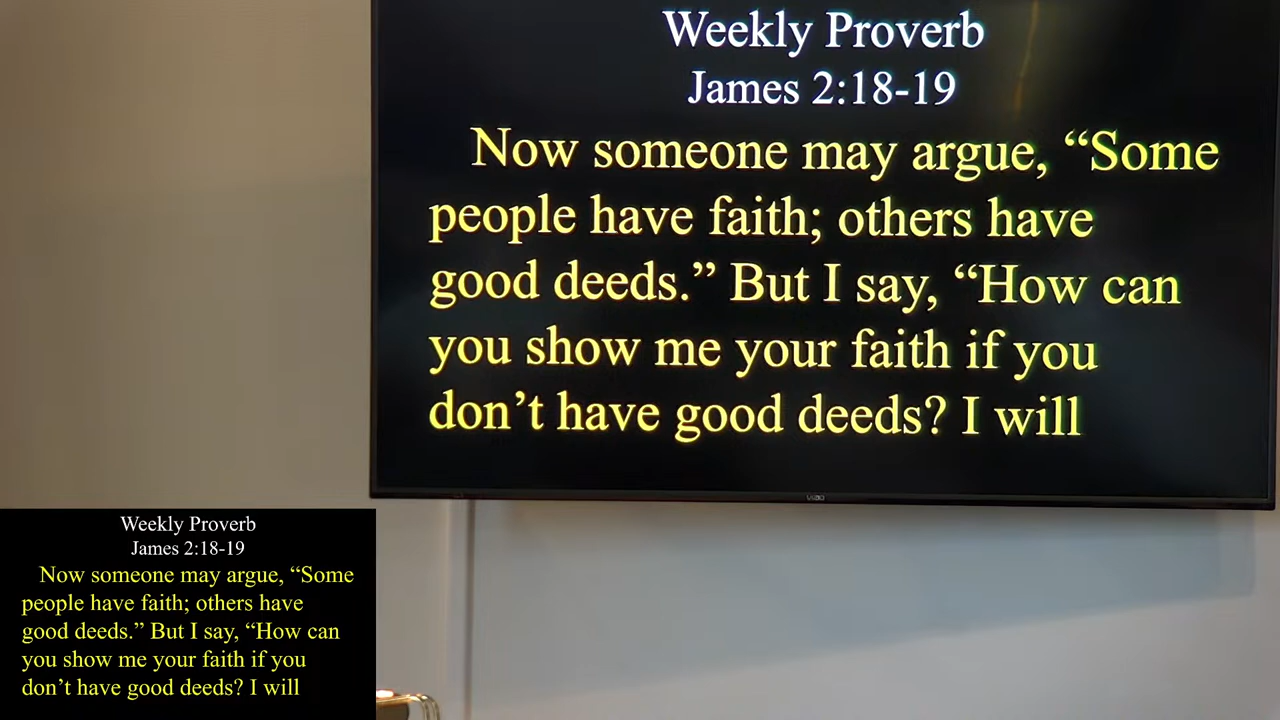 Weekly Proverb
James 2:18-19
Now someone may argue, “Some
people have faith; others have
good deeds.” But I say, “How can
you show me your faith if you
don’t have good deeds? I will
VIZIO
Weekly Proverb
James 2:18-19
Now someone may argue, “Some
people have faith; others have
good deeds.” But I say, “How can
you show me your faith if you
don’t have good deeds? I will